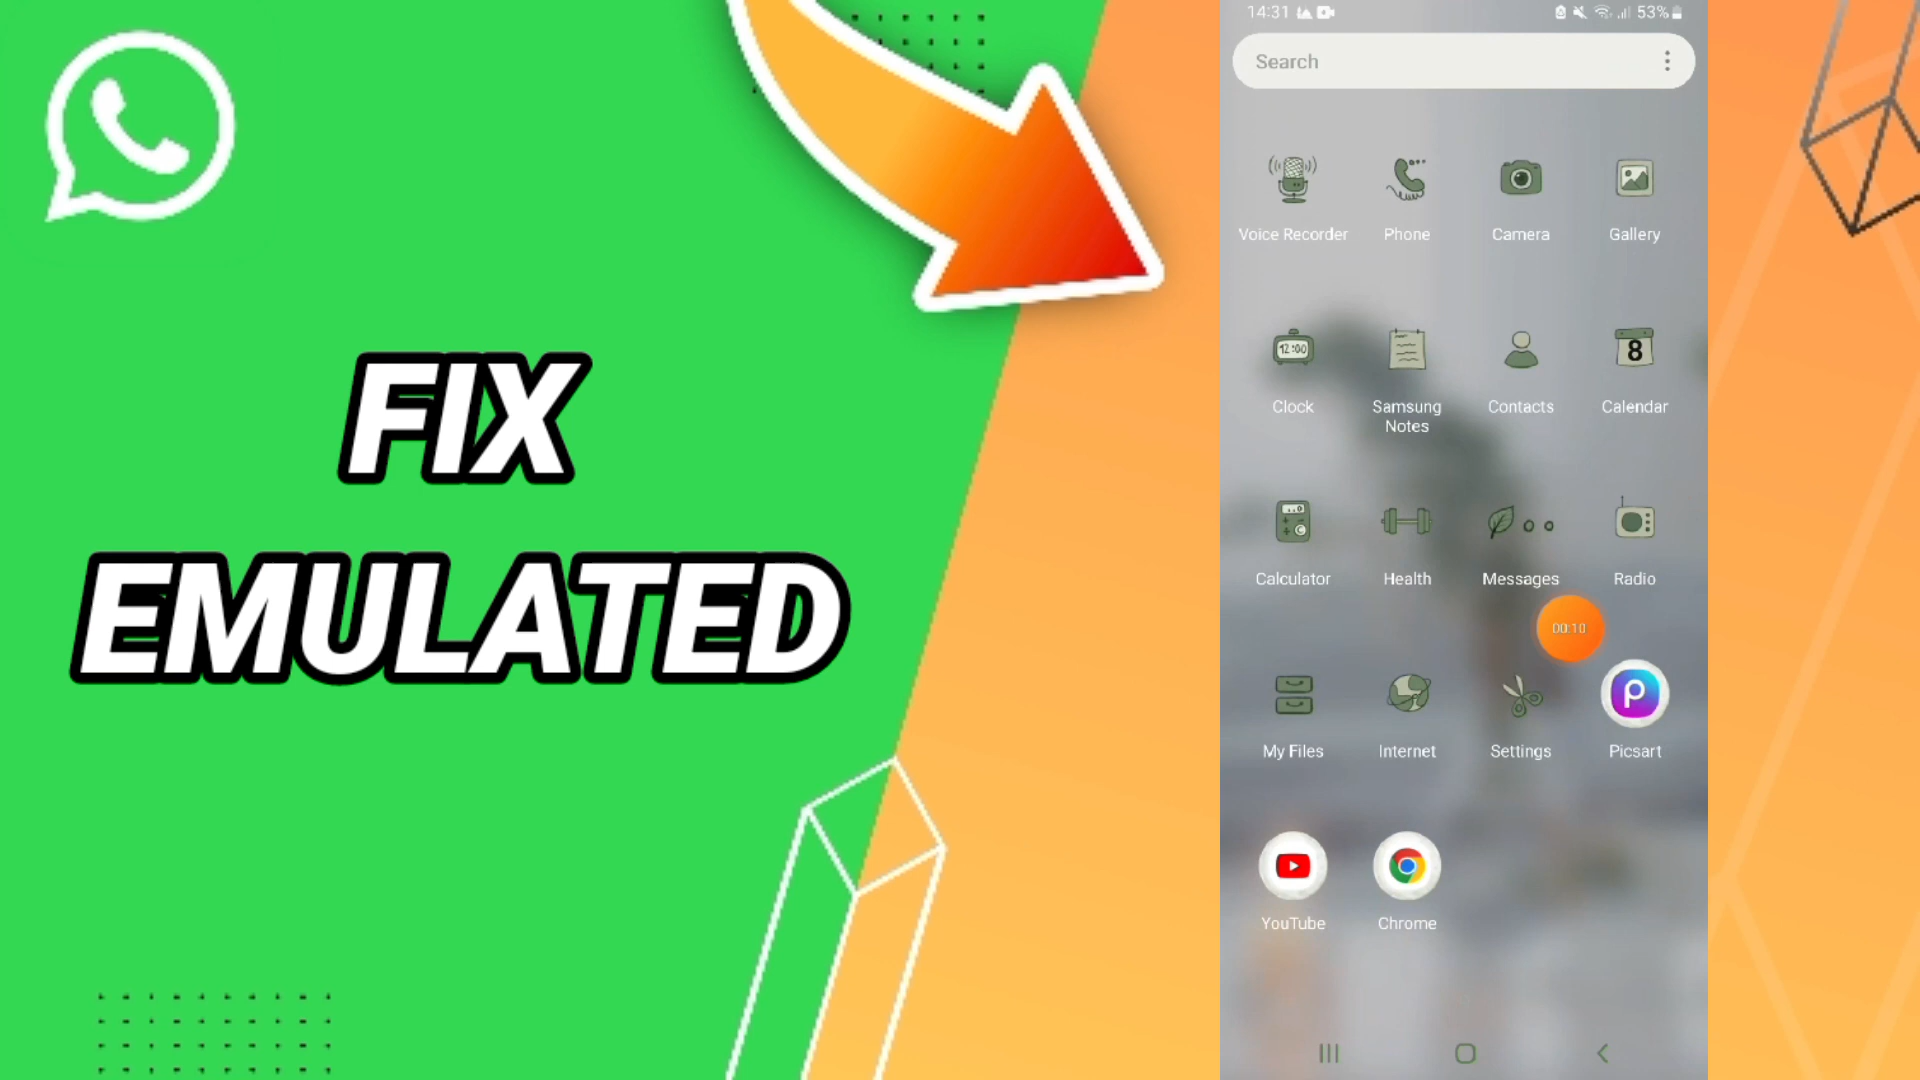 FIX
EMULATED
14:31
53%
Search
Voice Recorder
Phone
Camera
Gallery
12:00
8
Clock
Samsung
Notes
Contacts
Calendar
Calculator
Health
Messages
Radio
00:10
My Files
Internet
Settings
Picsart
YouTube
Chrome